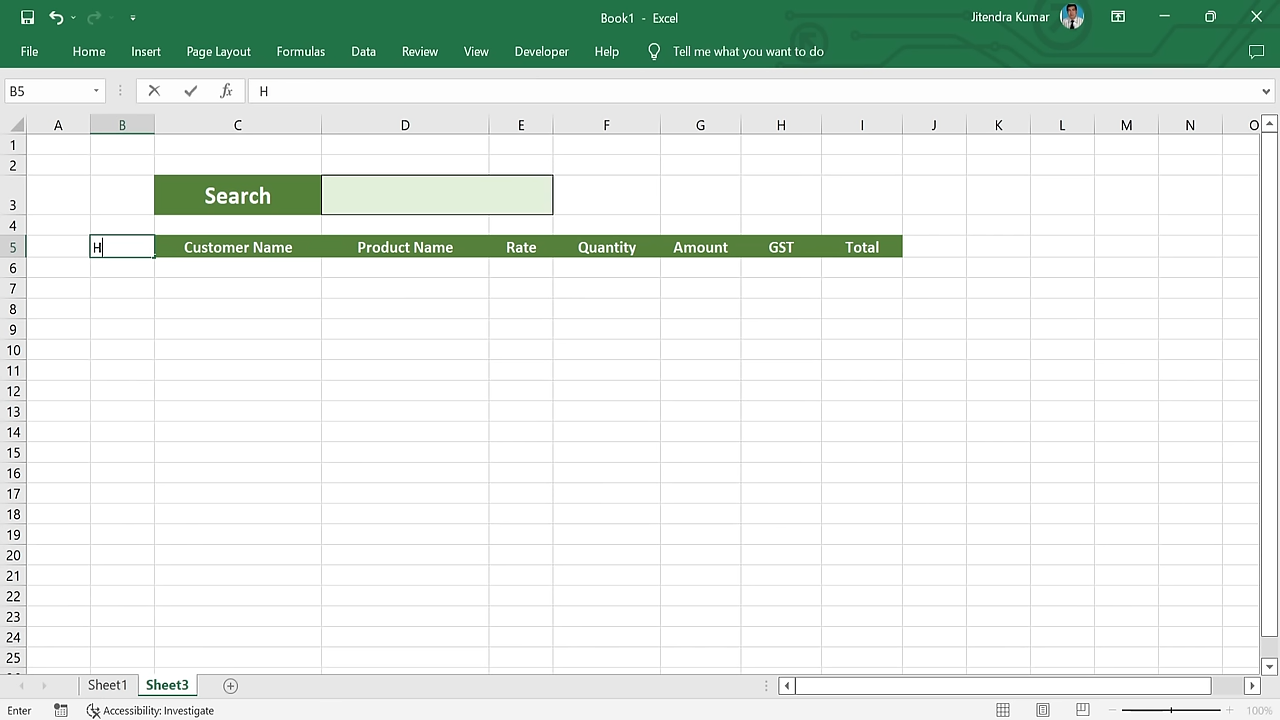 Book1 - Excel
Jitendra Kumar
File Home Insert Page Layout Formulas Data Review View Developer Help Tell me what you want to do
B5 fx H
A B C D E F G H I J K L M N O
1
2
3 Search
4
5 H Customer Name Product Name Rate Quantity Amount GST Total
6
7
8
9
10
11
12
13
14
15
16
17
18
19
20
21
22
23
24
25
Sheet1 Sheet3
Enter Accessibility: Investigate 100%